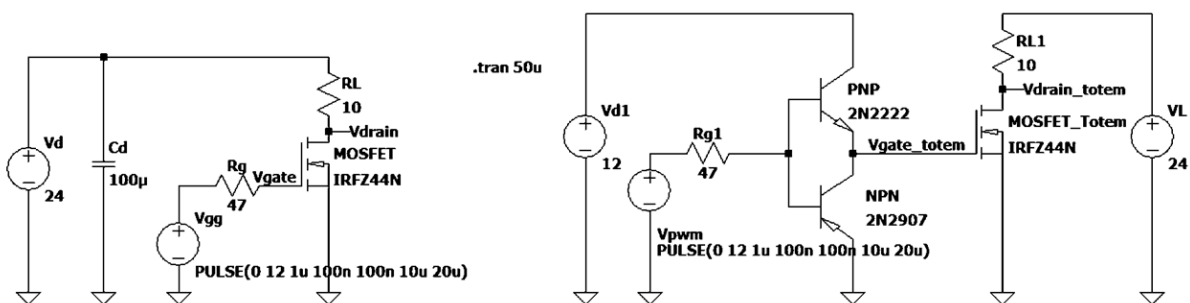 RL
10
Vdrain
Vd
24
Cd
100µ
MOSFET
IRFZ44N
Rg
47
Vgate
Vgg
PULSE(0 12 1u 100n 100n 10u 20u)
.tran 50u
Vd1
12
Rg1
47
Vpwm
PULSE(0 12 1u 100n 100n 10u 20u)
PNP
2N2222
Vgate_totem
NPN
2N2907
RL1
10
Vdrain_totem
MOSFET_Totem
IRFZ44N
VL
24